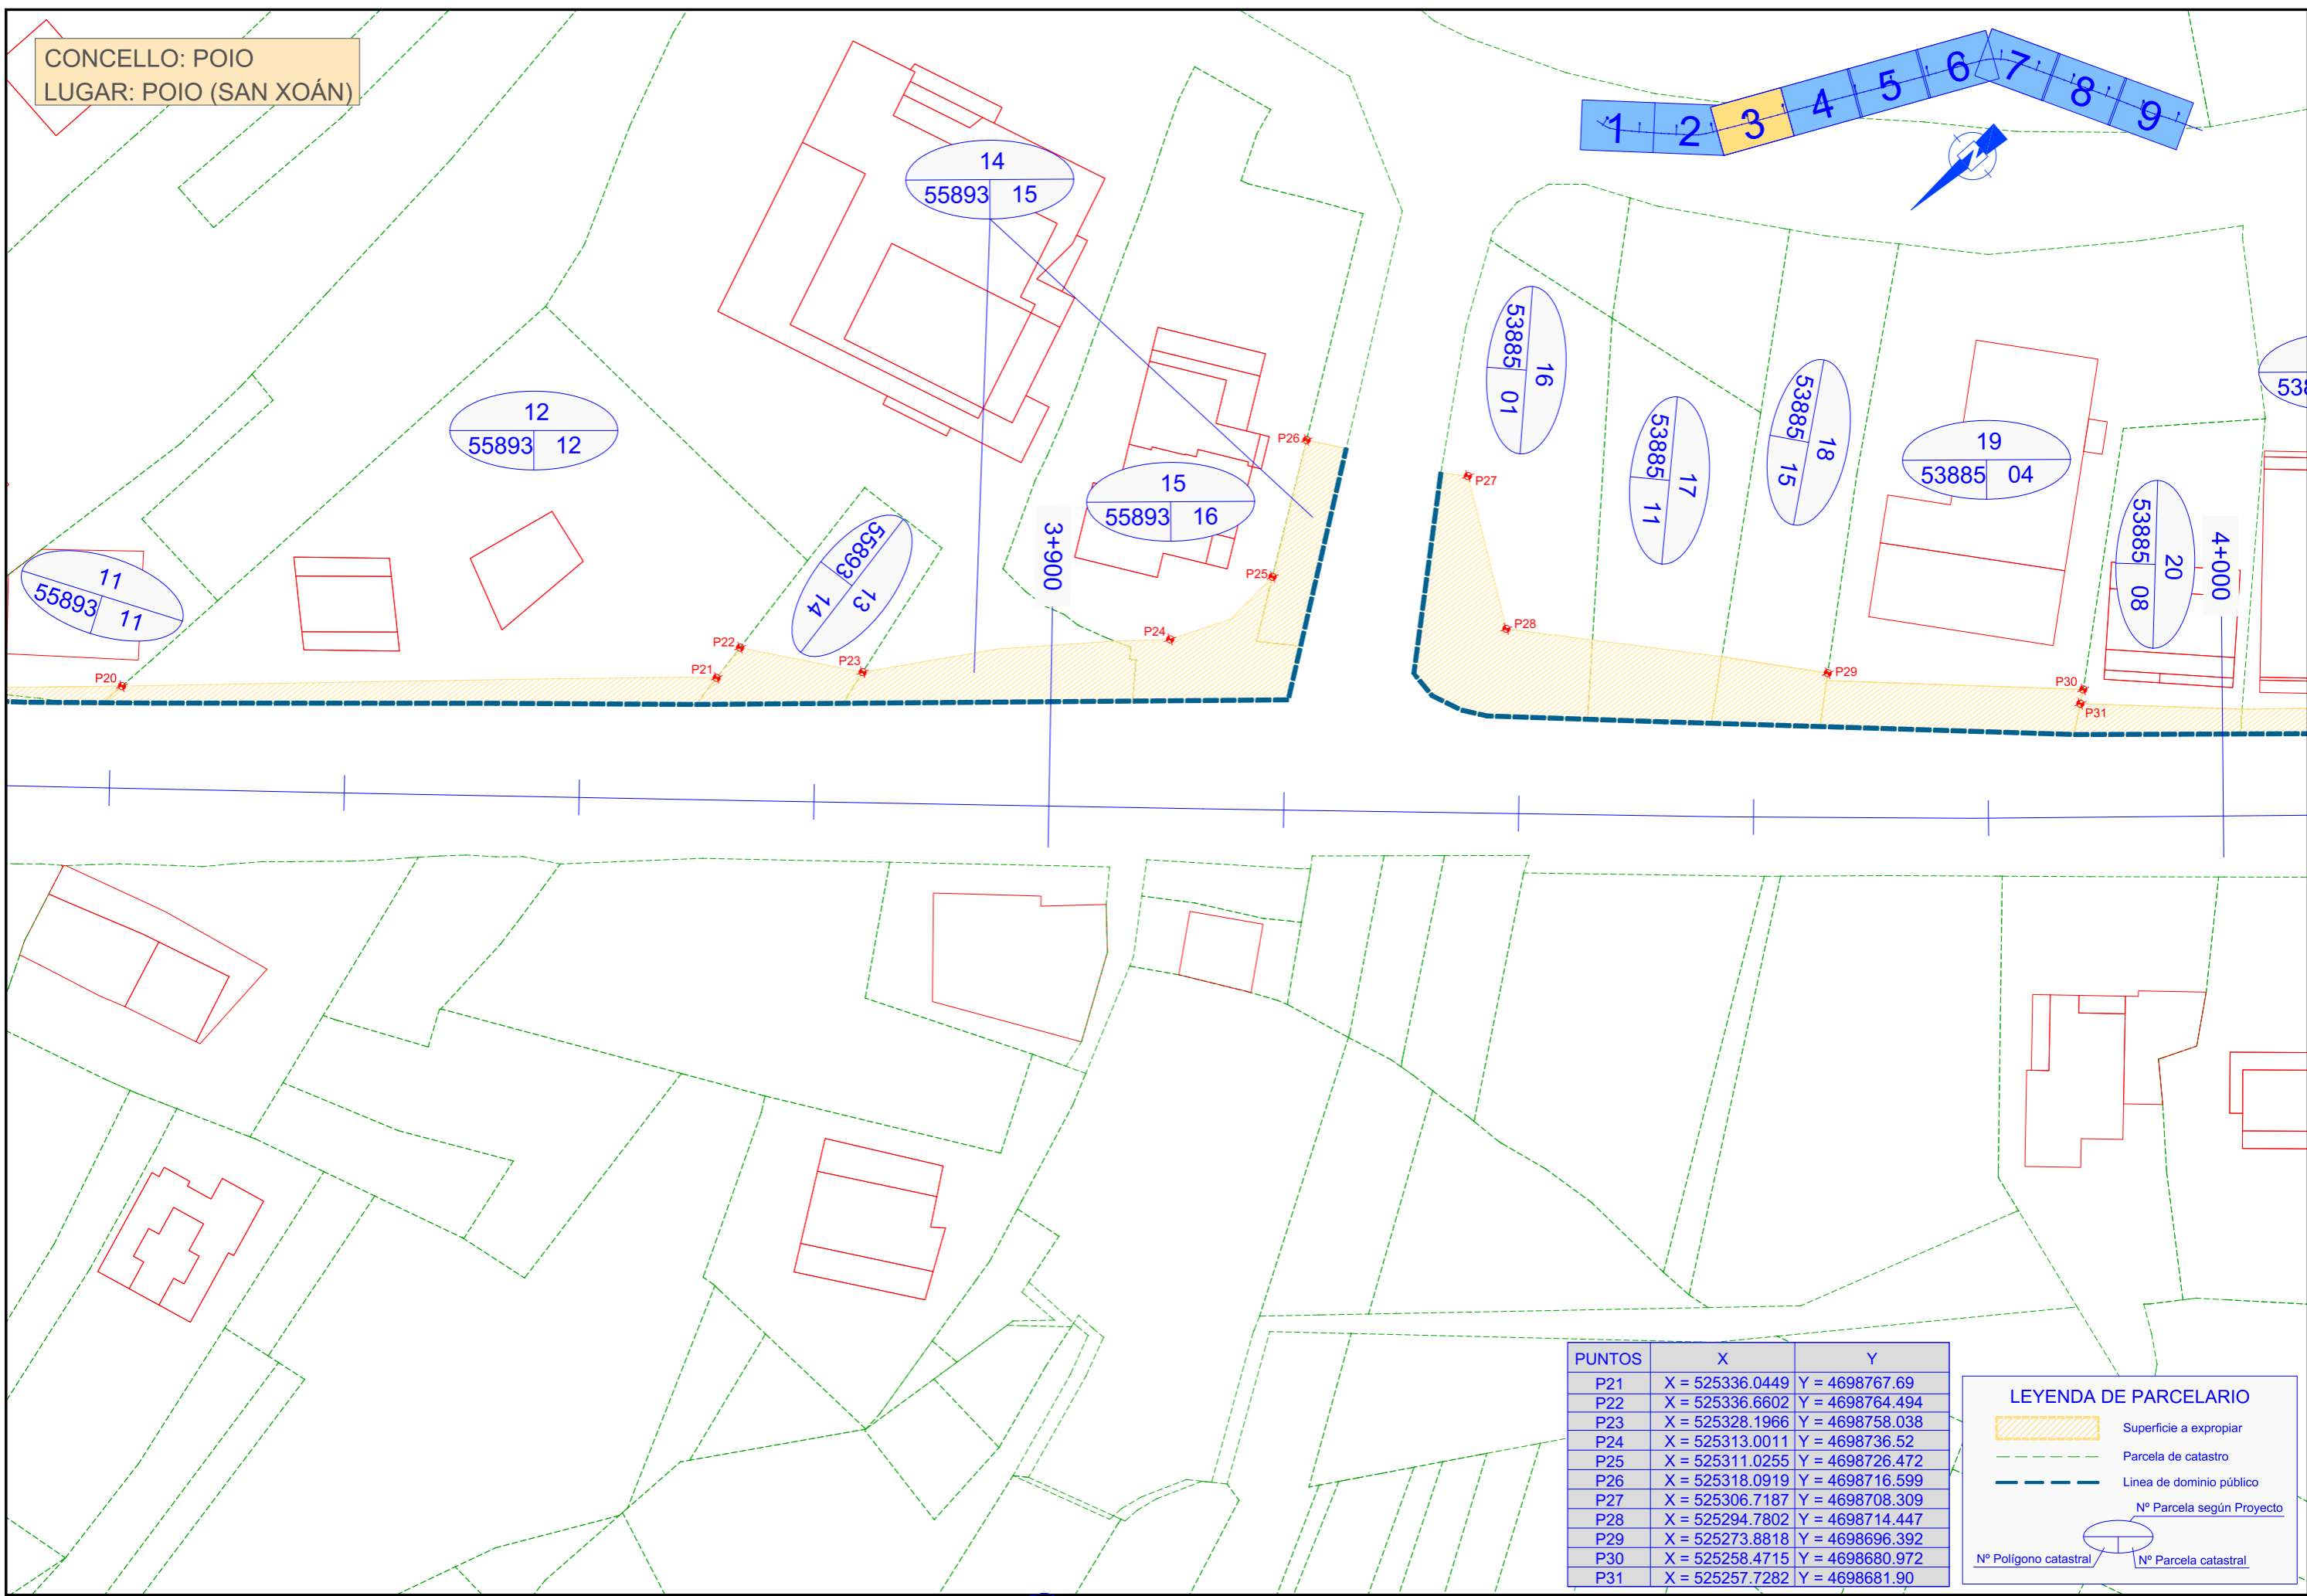 CONCELLO: POIO
LUGAR: POIO (SAN XOÁN)
1 2 3 4 5 6 7 8 9
14
55893 15
12
55893 12
11
55893 11
13
55893 14
15
55893 16
16
53885 01
17
53885 11
18
53885 15
19
53885 04
20
53885 08
3+900
4+000
P20
P21
P22
P23
P24
P25
P26
P27
P28
P29
P30
P31
PUNTOS X Y
P21 X = 525336.0449 Y = 4698767.69
P22 X = 525336.6602 Y = 4698764.494
P23 X = 525328.1966 Y = 4698758.038
P24 X = 525313.0011 Y = 4698736.52
P25 X = 525311.0255 Y = 4698726.472
P26 X = 525318.0919 Y = 4698716.599
P27 X = 525306.7187 Y = 4698708.309
P28 X = 525294.7802 Y = 4698714.447
P29 X = 525273.8818 Y = 4698696.392
P30 X = 525258.4715 Y = 4698680.972
P31 X = 525257.7282 Y = 4698681.90
LEYENDA DE PARCELARIO
Superficie a expropiar
Parcela de catastro
Linea de dominio público
Nº Parcela según Proyecto
Nº Polígono catastral
Nº Parcela catastral